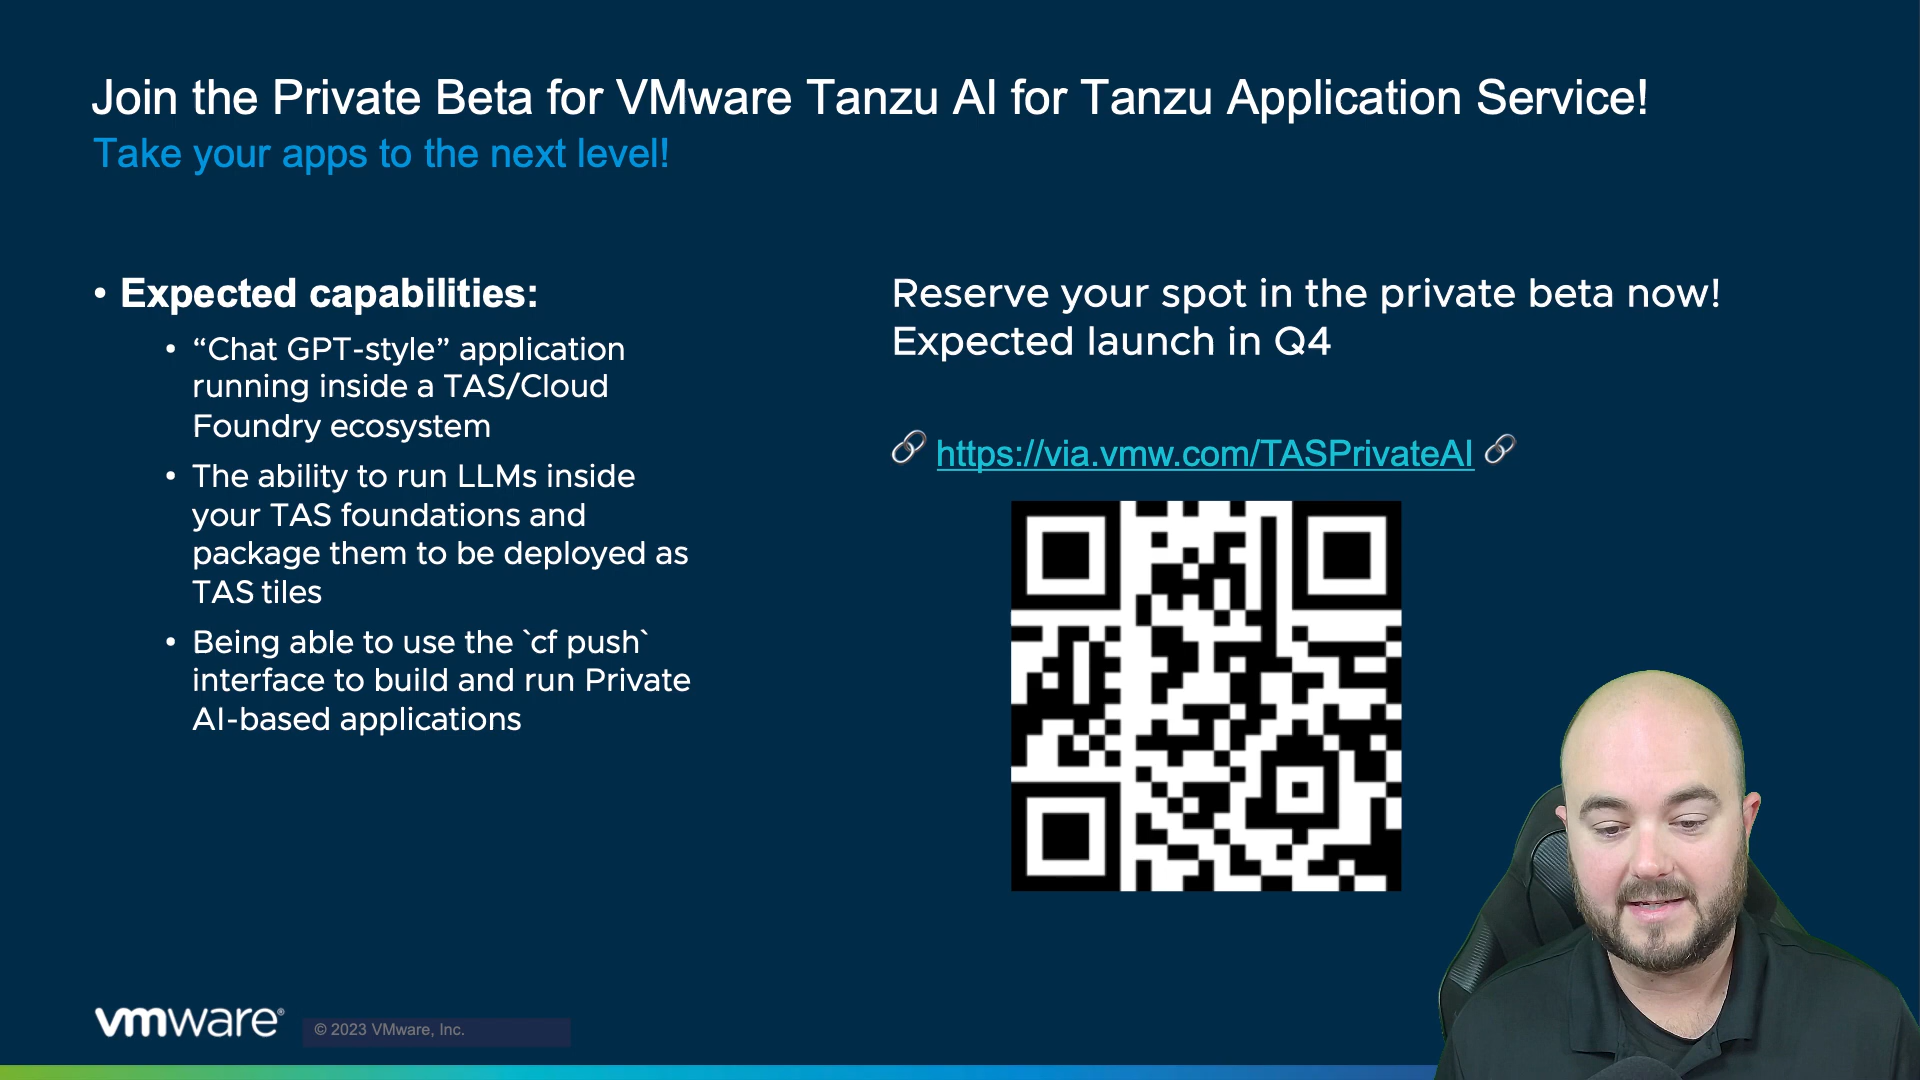 Join the Private Beta for VMware Tanzu AI for Tanzu Application Service!
Take your apps to the next level!
• Expected capabilities:
• “Chat GPT-style” application
running inside a TAS/Cloud
Foundry ecosystem
• The ability to run LLMs inside
your TAS foundations and
package them to be deployed as
TAS tiles
• Being able to use the `cf push`
interface to build and run Private
AI-based applications
Reserve your spot in the private beta now!
Expected launch in Q4
🔗 https://via.vmw.com/TASPrivateAI 🔗
vmware®
© 2023 VMware, Inc.